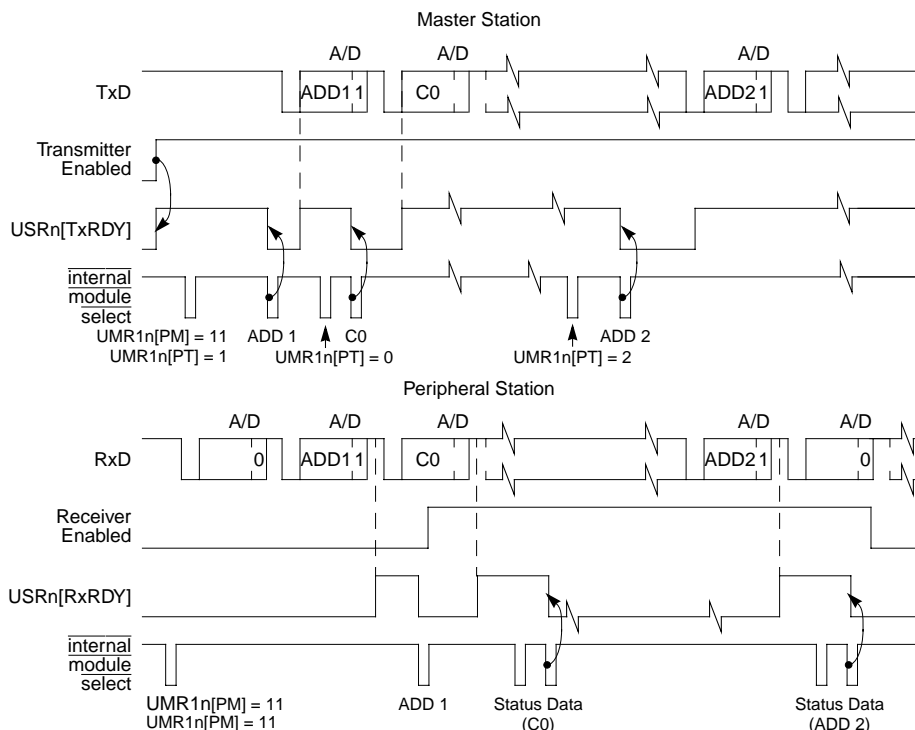 Master Station
A/D A/D A/D
TxD ADD1 1 C0 ADD2 1
Transmitter
Enabled
USRn[TxRDY]
internal
module
select
UMR1n[PM] = 11 ADD 1 C0 ADD 2
UMR1n[PT] = 1 UMR1n[PT] = 0 UMR1n[PT] = 2
Peripheral Station
A/D A/D A/D A/D A/D
RxD 0 ADD1 1 C0 ADD2 1 0
Receiver
Enabled
USRn[RxRDY]
internal
module
select
UMR1n[PM] = 11 ADD 1 Status Data Status Data
UMR1n[PM] = 11 (C0) (ADD 2)